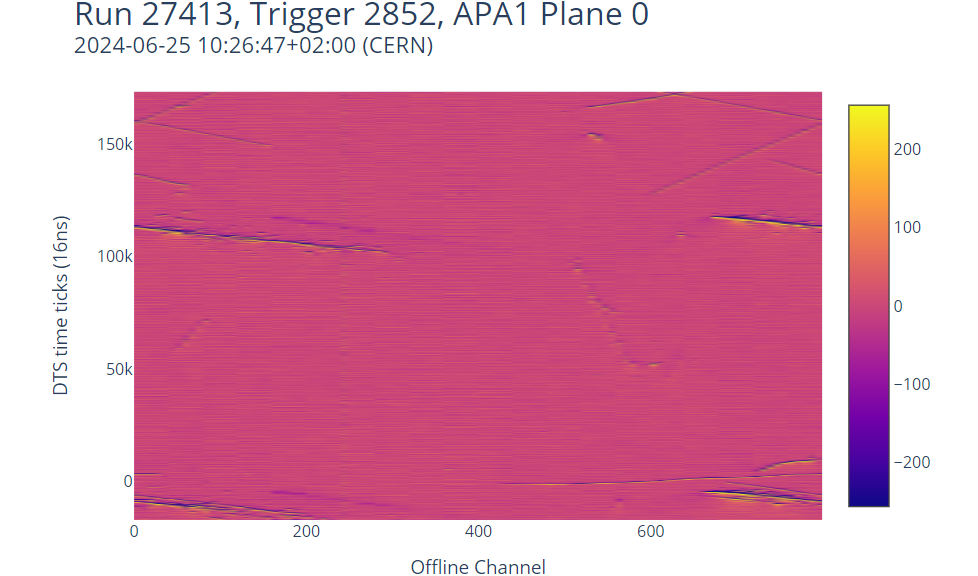 Run 27413, Trigger 2852, APA1 Plane 0
2024-06-25 10:26:47+02:00 (CERN)
150k
100k
50k
0
DTS time ticks (16ns)
0
200
400
600
Offline Channel
200
100
0
−100
−200